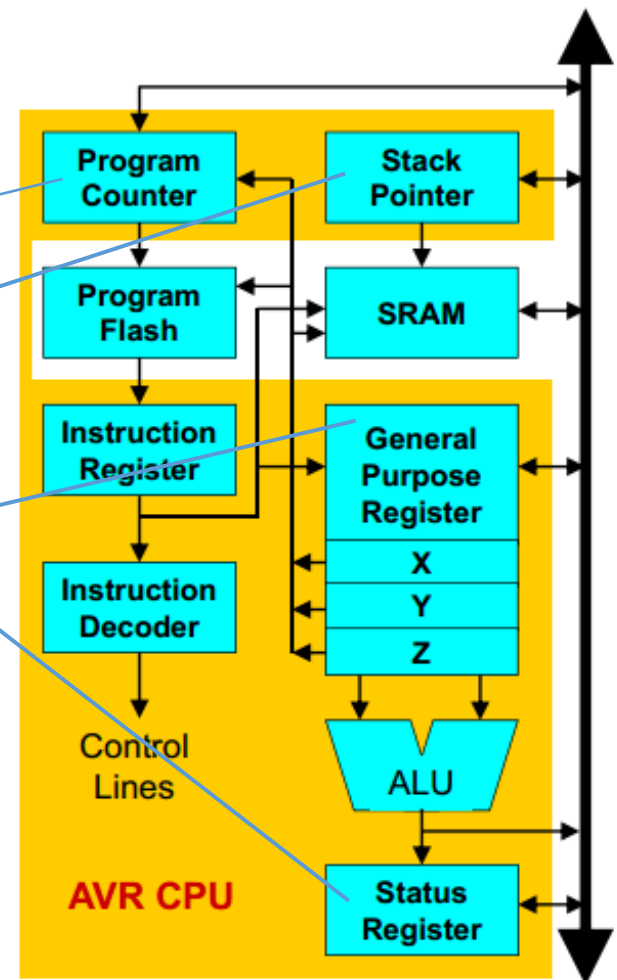 Program
Counter
Stack
Pointer
Program
Flash
SRAM
Instruction
Register
General
Purpose
Register
X
Y
Z
Instruction
Decoder
Control
Lines
ALU
AVR CPU
Status
Register